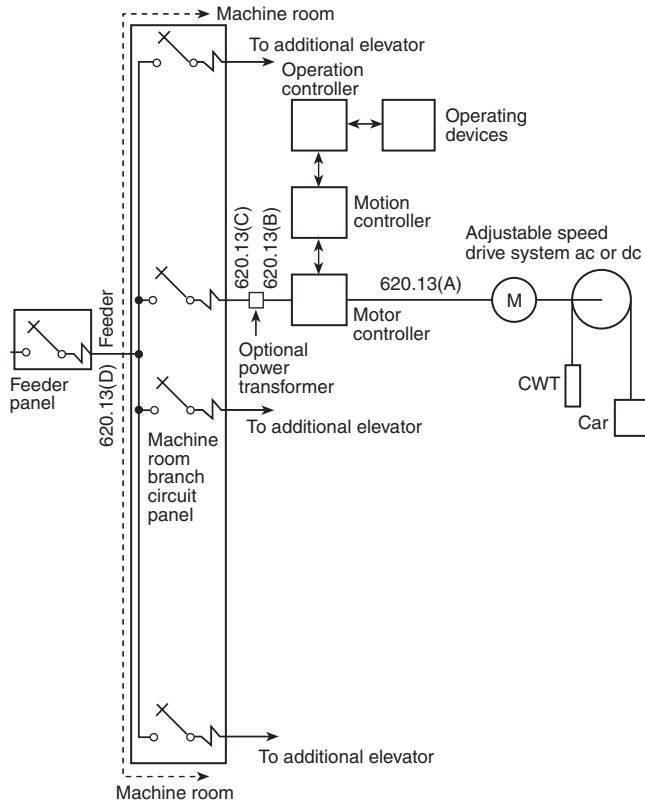 Machine room
To additional elevator
Operation
controller
Operating
devices
Motion
controller
620.13(C)
620.13(B)
Adjustable speed
drive system ac or dc
620.13(A)
M
Motor
controller
Optional
power
transformer
Feeder
620.13(D)
Feeder
panel
CWT
Car
To additional elevator
Machine
room
branch
circuit
panel
To additional elevator
Machine room